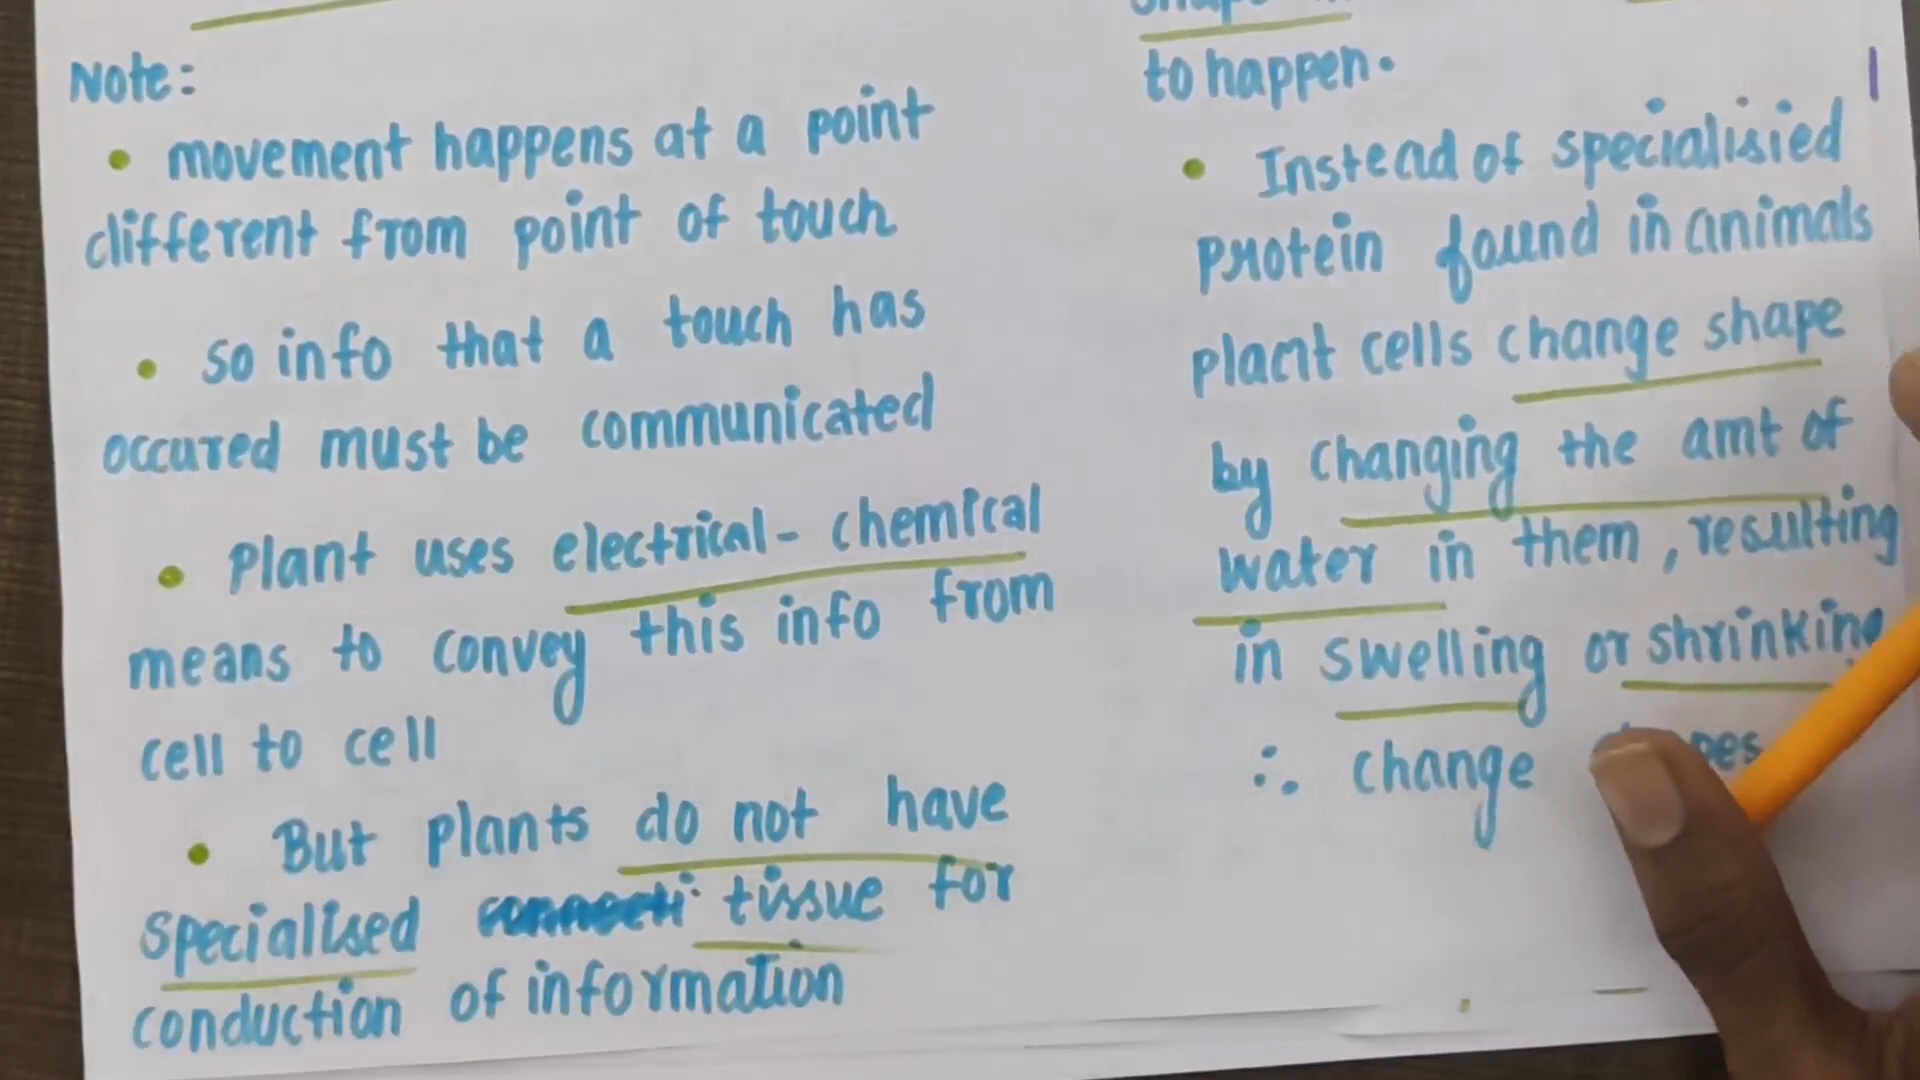 Note:
• movement happens at a point
different from point of touch
• so info that a touch has
occured must be communicated
• Plant uses electrical - chemical
means to convey this info from
cell to cell
• But plants do not have
specialised tissue for
conduction of information
to happen.
• Instead of specialisied
protein found in animals
plant cells change shape
by changing the amt of
water in them, resulting
in swelling or shrinking
∴ change